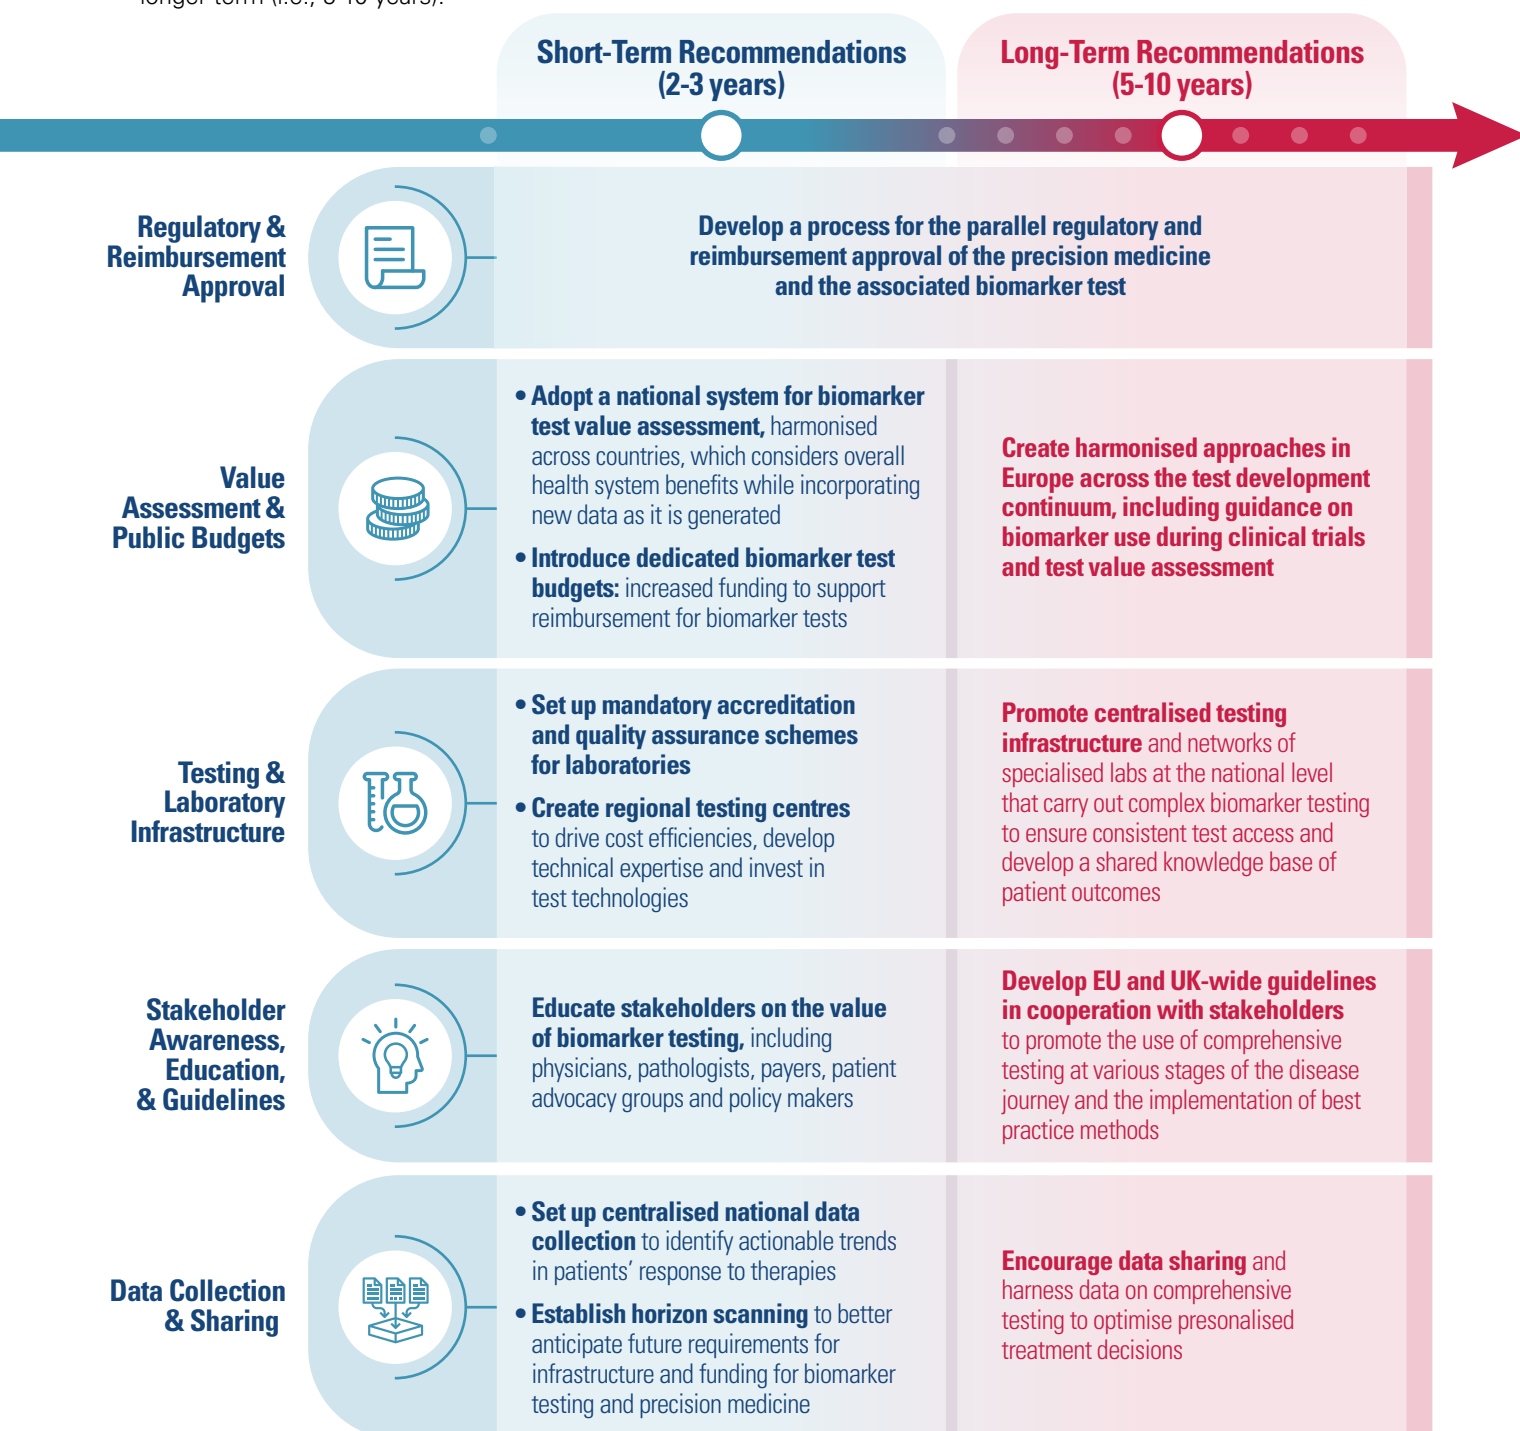 Short-Term Recommendations
(2-3 years)
Long-Term Recommendations
(5-10 years)
Regulatory &
Reimbursement
Approval
Develop a process for the parallel regulatory and
reimbursement approval of the precision medicine
and the associated biomarker test
Value
Assessment &
Public Budgets
• Adopt a national system for biomarker
test value assessment, harmonised
across countries, which considers overall
health system benefits while incorporating
new data as it is generated
• Introduce dedicated biomarker test
budgets: increased funding to support
reimbursement for biomarker tests
Create harmonised approaches in
Europe across the test development
continuum, including guidance on
biomarker use during clinical trials
and test value assessment
Testing &
Laboratory
Infrastructure
• Set up mandatory accreditation
and quality assurance schemes
for laboratories
• Create regional testing centres
to drive cost efficiencies, develop
technical expertise and invest in
test technologies
Promote centralised testing
infrastructure and networks of
specialised labs at the national level
that carry out complex biomarker testing
to ensure consistent test access and
develop a shared knowledge base of
patient outcomes
Stakeholder
Awareness,
Education,
& Guidelines
Educate stakeholders on the value
of biomarker testing, including
physicians, pathologists, payers, patient
advocacy groups and policy makers
Develop EU and UK-wide guidelines
in cooperation with stakeholders
to promote the use of comprehensive
testing at various stages of the disease
journey and the implementation of best
practice methods
Data Collection
& Sharing
• Set up centralised national data
collection to identify actionable trends
in patients’ response to therapies
• Establish horizon scanning to better
anticipate future requirements for
infrastructure and funding for biomarker
testing and precision medicine
Encourage data sharing and
harness data on comprehensive
testing to optimise presonalised
treatment decisions